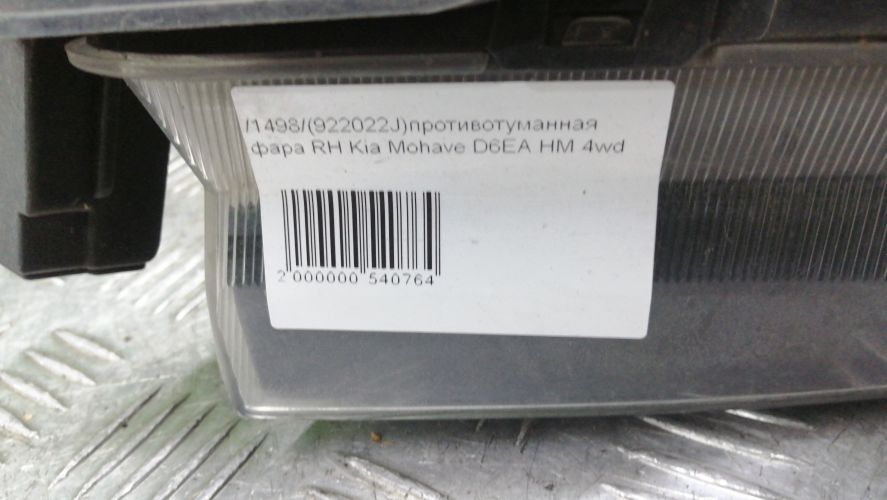 /1498/(922022J)противотуманная
фара RH Kia Mohave D6EA HM 4wd
2 000000 540764